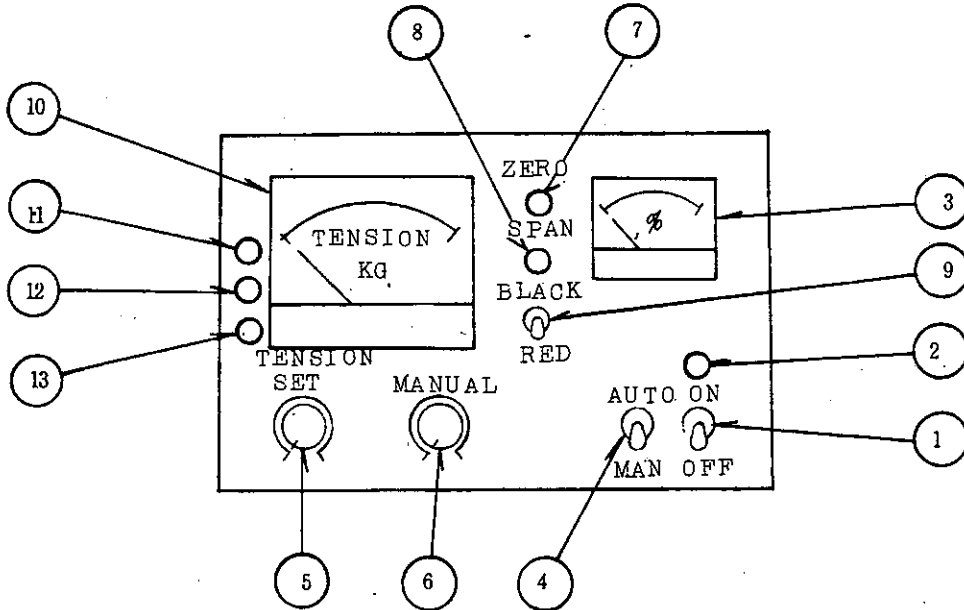 8
7
10
ZERO
3
SPAN
%
11
TENSION
KG
9
12
BLACK
RED
2
13
TENSION
SET
MANUAL
AUTO ON
1
MAN OFF
5
6
4